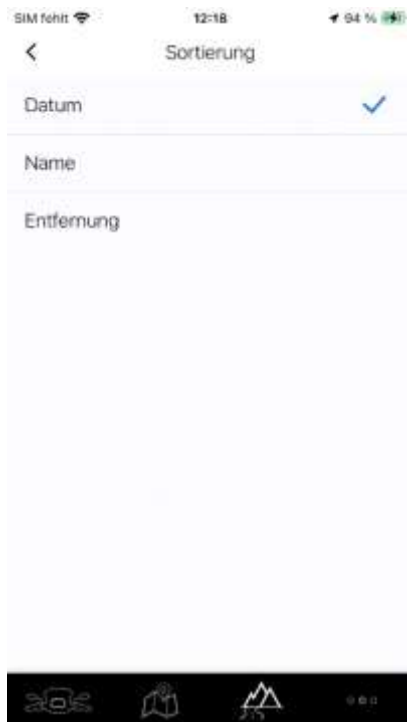 SIM fehlt 12:18 94 %
Sortierung
Datum
Name
Entfernung